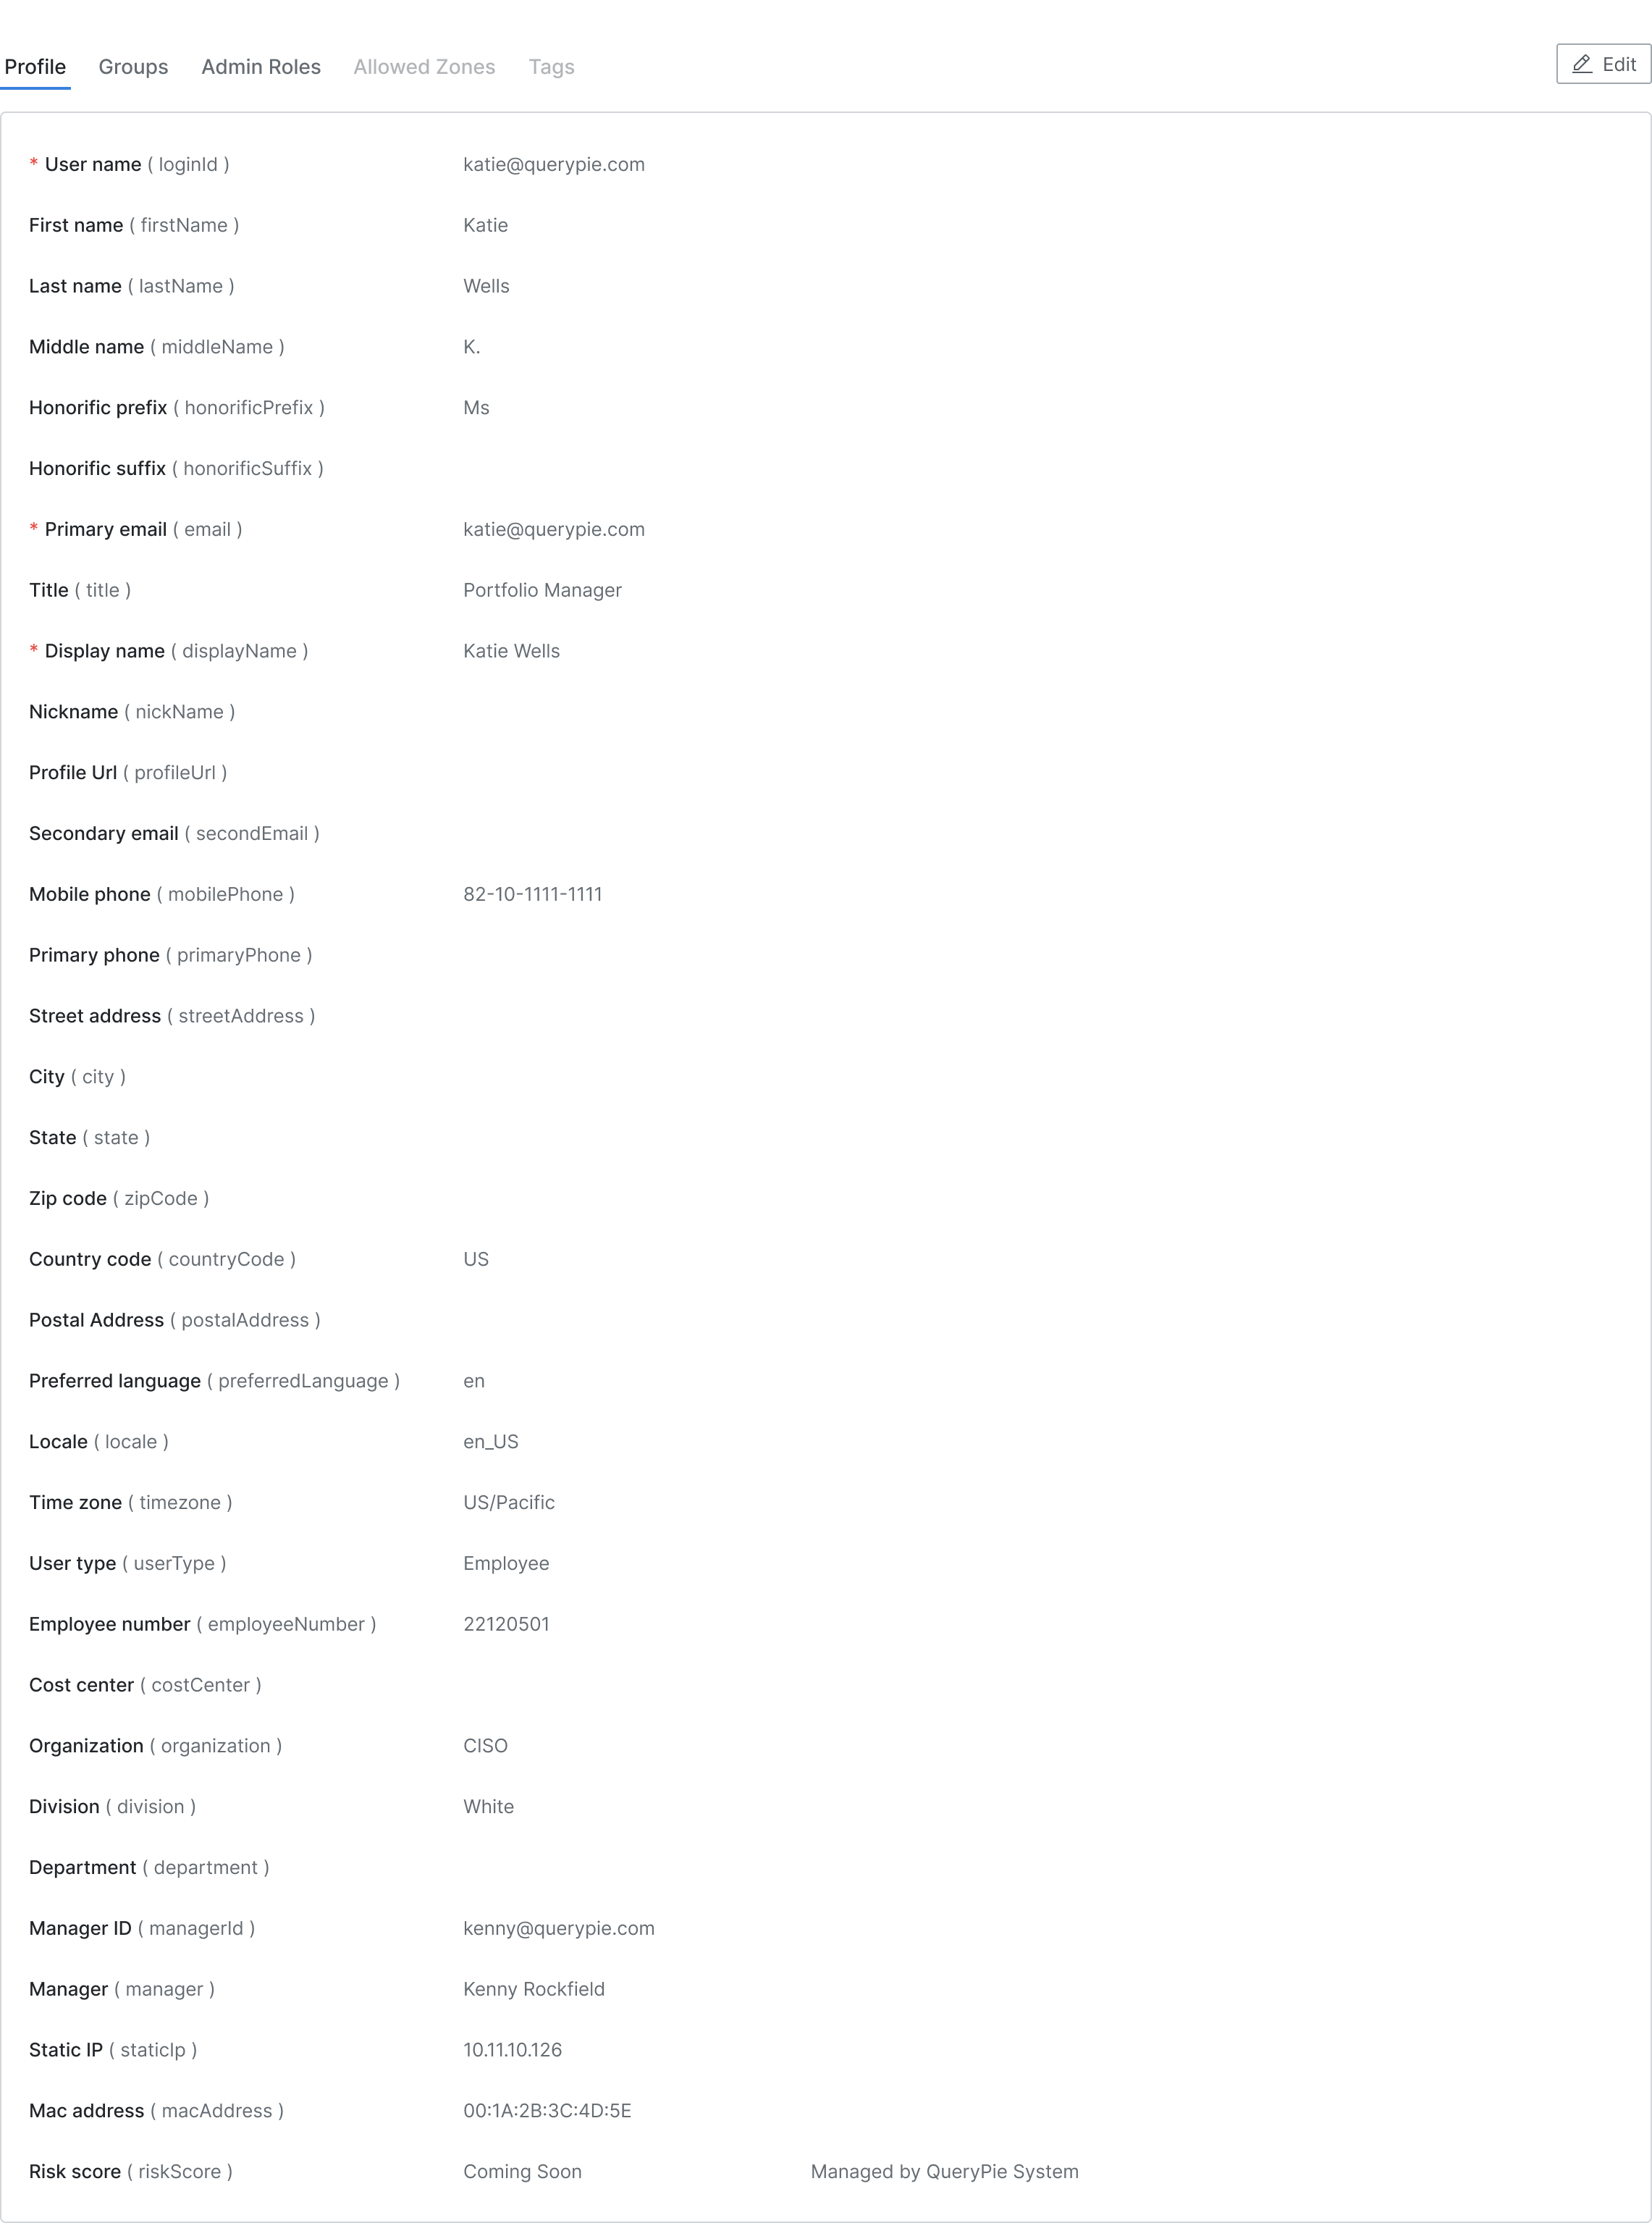 Profile Groups Admin Roles Allowed Zones Tags Edit
* User name ( loginId ) katie@querypie.com
First name ( firstName ) Katie
Last name ( lastName ) Wells
Middle name ( middleName ) K.
Honorific prefix ( honorificPrefix ) Ms
Honorific suffix ( honorificSuffix )
* Primary email ( email ) katie@querypie.com
Title ( title ) Portfolio Manager
* Display name ( displayName ) Katie Wells
Nickname ( nickName )
Profile Url ( profileUrl )
Secondary email ( secondEmail )
Mobile phone ( mobilePhone ) 82-10-1111-1111
Primary phone ( primaryPhone )
Street address ( streetAddress )
City ( city )
State ( state )
Zip code ( zipCode )
Country code ( countryCode ) US
Postal Address ( postalAddress )
Preferred language ( preferredLanguage ) en
Locale ( locale ) en_US
Time zone ( timezone ) US/Pacific
User type ( userType ) Employee
Employee number ( employeeNumber ) 22120501
Cost center ( costCenter )
Organization ( organization ) CISO
Division ( division ) White
Department ( department )
Manager ID ( managerId ) kenny@querypie.com
Manager ( manager ) Kenny Rockfield
Static IP ( staticIp ) 10.11.10.126
Mac address ( macAddress ) 00:1A:2B:3C:4D:5E
Risk score ( riskScore ) Coming Soon Managed by QueryPie System